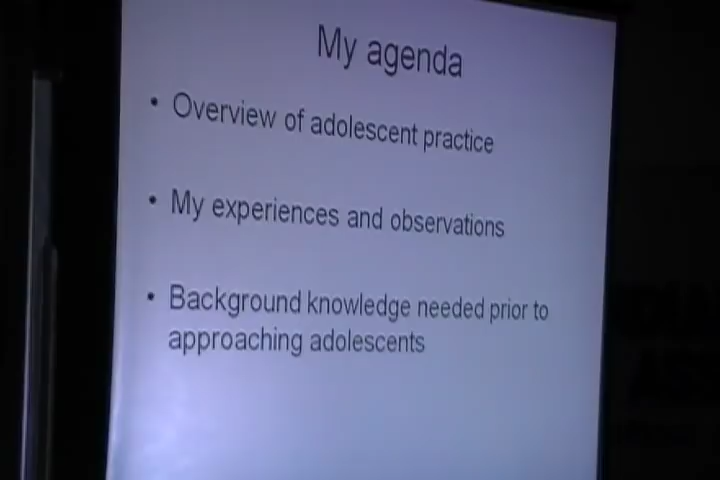 My agenda
• Overview of adolescent practice
• My experiences and observations
• Background knowledge needed prior to
approaching adolescents